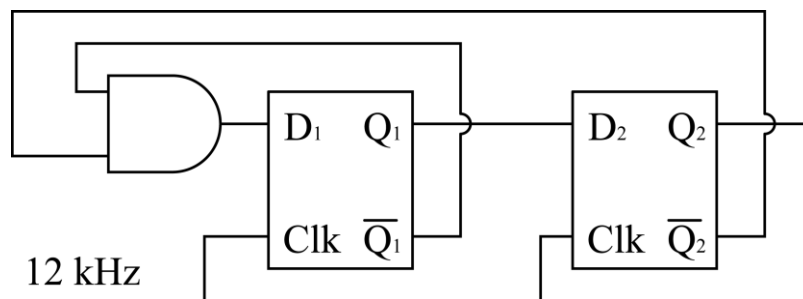 D₁ Q₁ D₂ Q₂
Clk Q̅₁ Clk Q̅₂
12 kHz